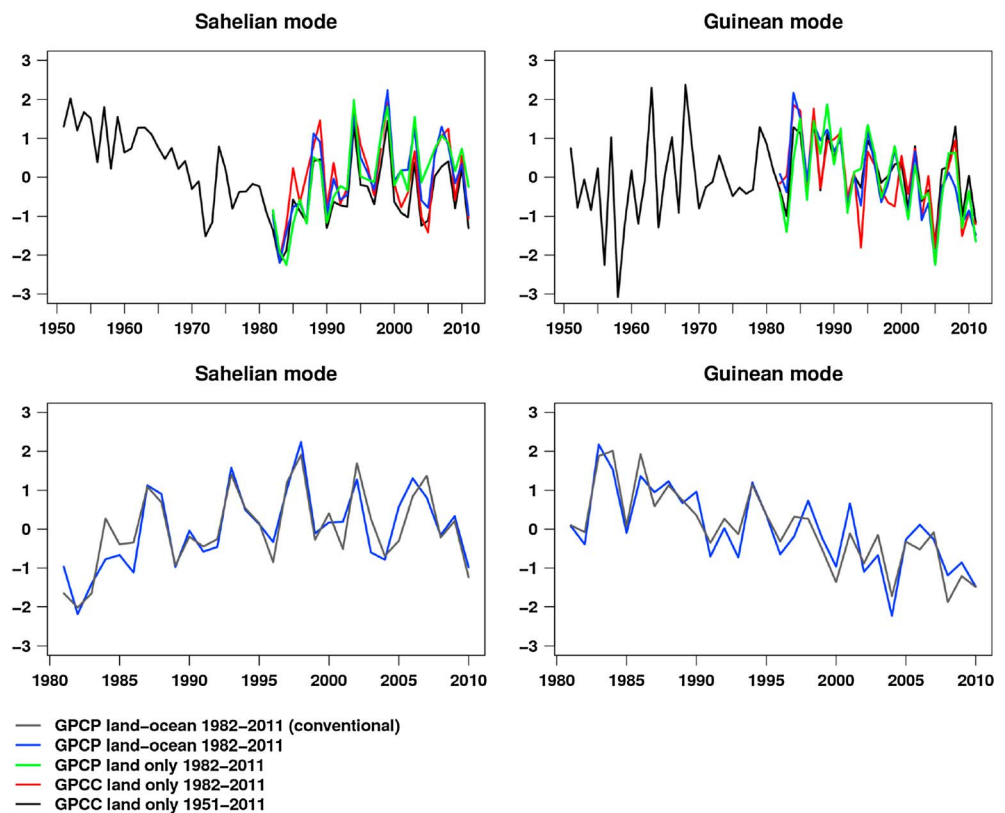 Sahelian mode
Guinean mode
3
2
1
0
−1
−2
−3
1950 1960 1970 1980 1990 2000 2010
3
2
1
0
−1
−2
−3
1950 1960 1970 1980 1990 2000 2010
Sahelian mode
Guinean mode
3
2
1
0
−1
−2
−3
1980 1985 1990 1995 2000 2005 2010
3
2
1
0
−1
−2
−3
1980 1985 1990 1995 2000 2005 2010
GPCP land−ocean 1982−2011 (conventional)
GPCP land−ocean 1982−2011
GPCP land only 1982−2011
GPCC land only 1982−2011
GPCC land only 1951−2011